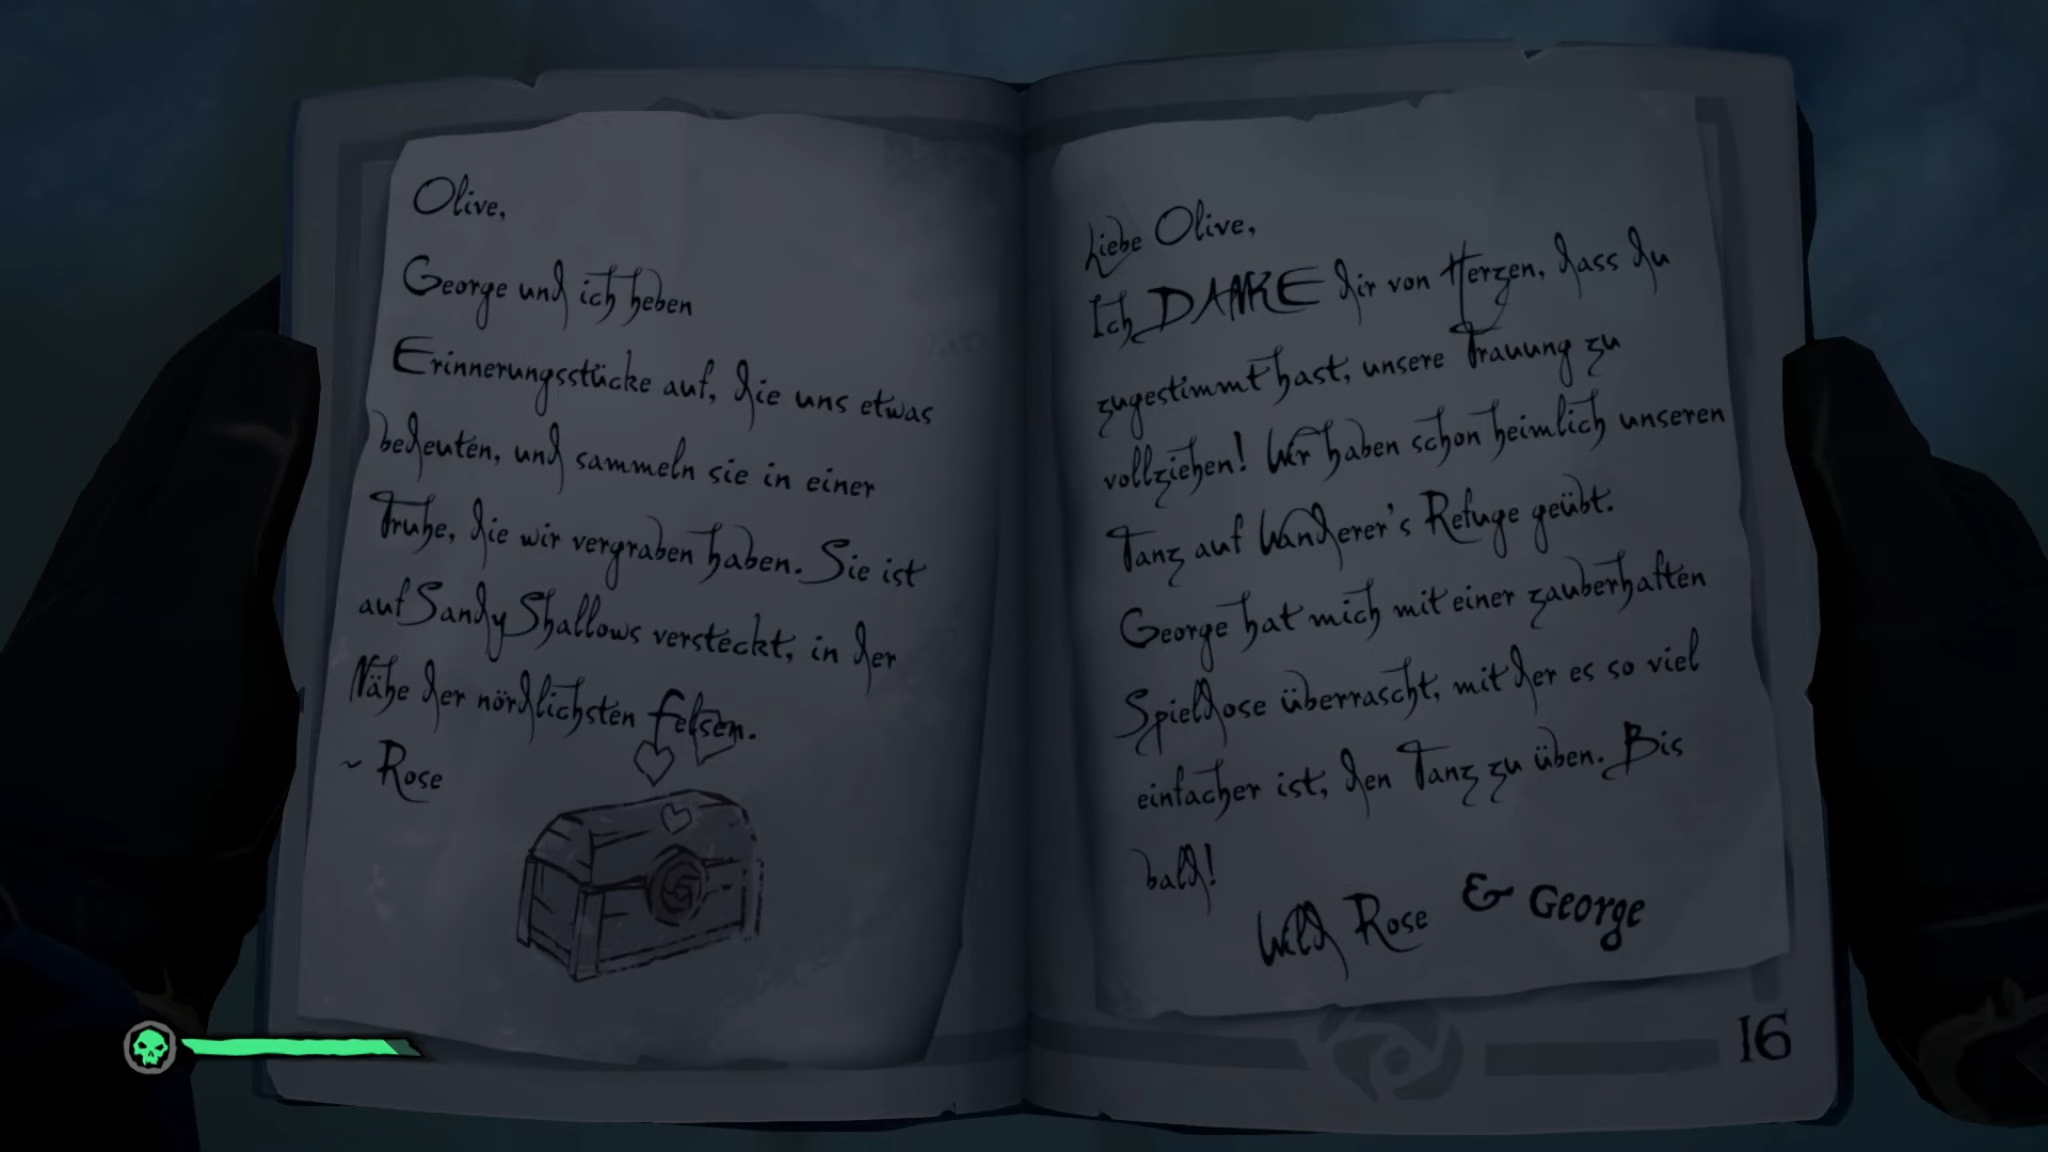 Olive,
George und ich heben
Erinnerungsstücke auf, die uns etwas
bedeuten, und sammeln sie in einer
Truhe, die wir vergraben haben. Sie ist
auf Sandy Shallows versteckt, in der
Nähe der nördlichsten Felsen.
~ Rose
Liebe Olive,
Ich DANKE dir von Herzen, dass du
zugestimmt hast, unsere Trauung zu
vollziehen! Wir haben schon heimlich unseren
Tanz auf Wanderer's Refuge geübt.
George hat mich mit einer zauberhaften
Spieldose überrascht, mit der es so viel
einfacher ist, den Tanz zu üben. Bis
bald!
Wild Rose & George
16